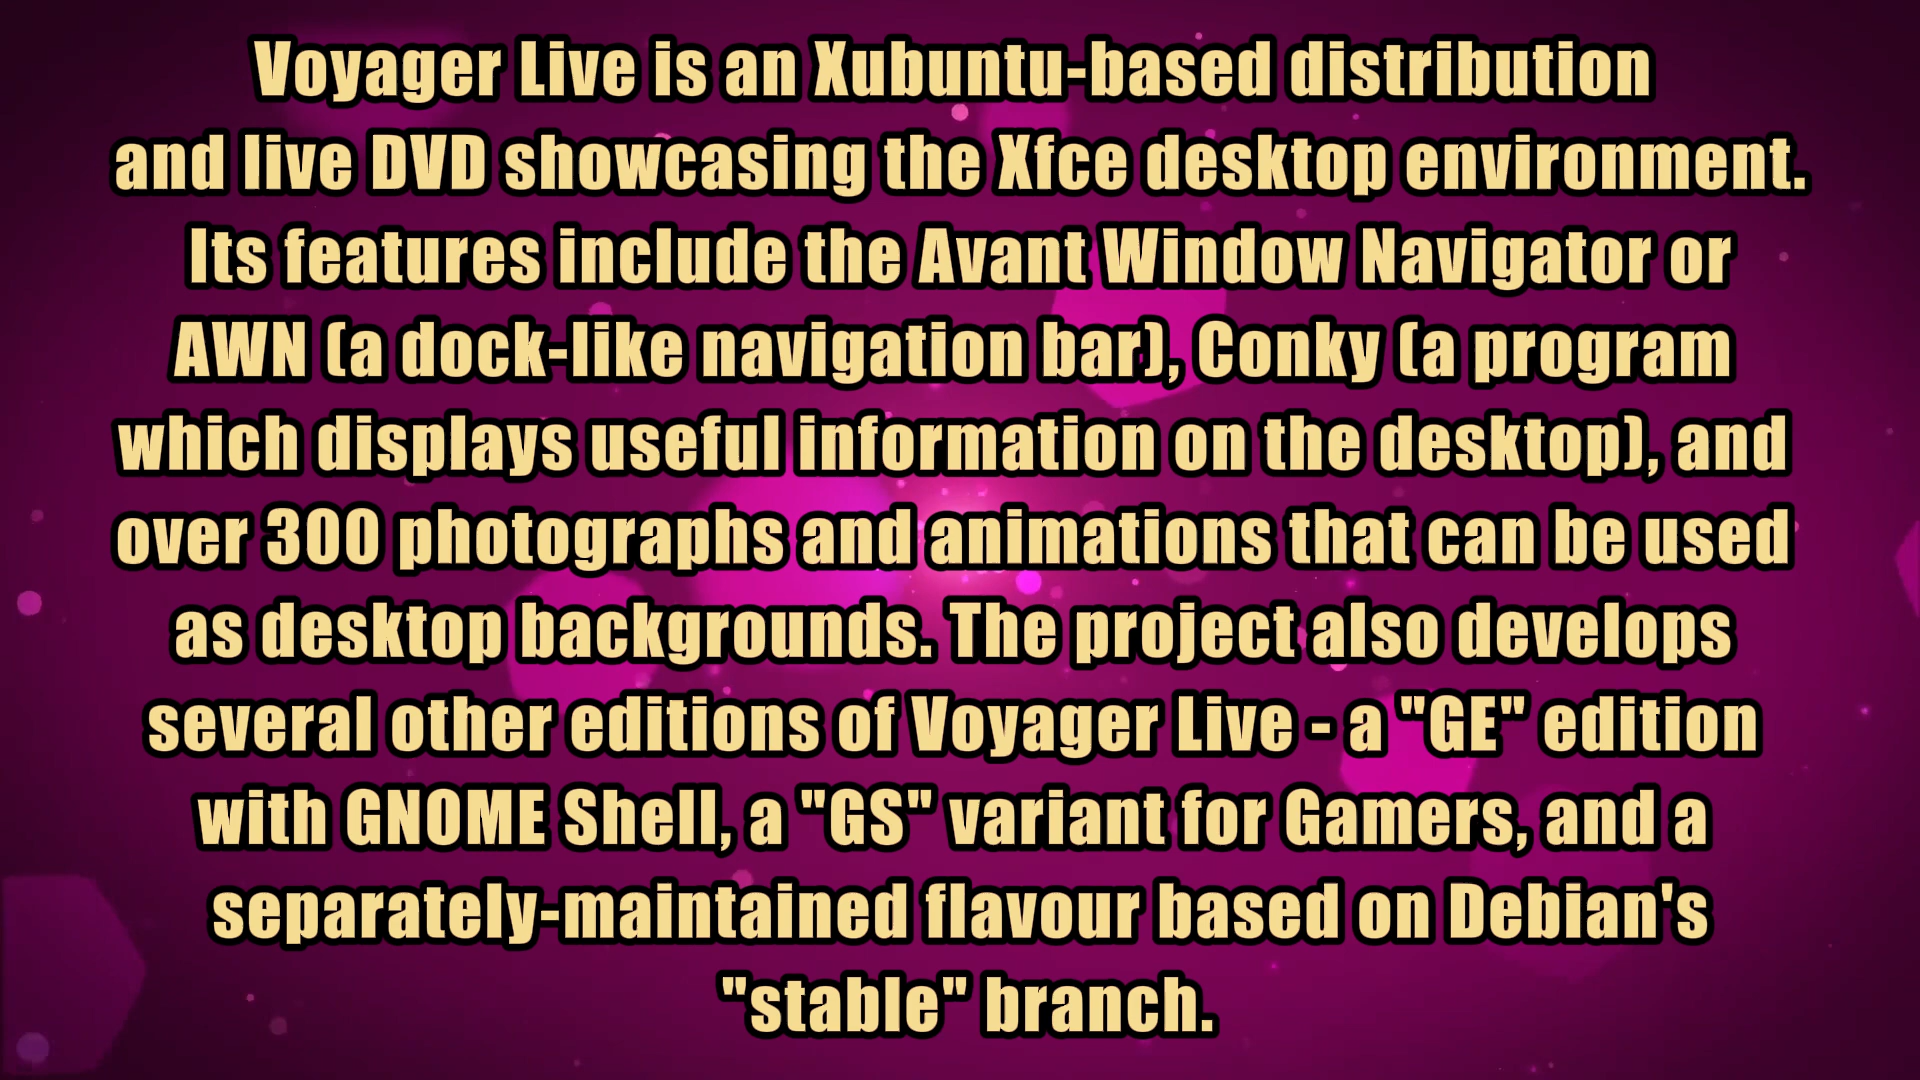 Voyager Live is an Xubuntu-based distribution
and live DVD showcasing the Xfce desktop environment.
Its features include the Avant Window Navigator or
AWN (a dock-like navigation bar), Conky (a program
which displays useful information on the desktop), and
over 300 photographs and animations that can be used
as desktop backgrounds. The project also develops
several other editions of Voyager Live - a "GE" edition
with GNOME Shell, a "GS" variant for Gamers, and a
separately-maintained flavour based on Debian's
"stable" branch.